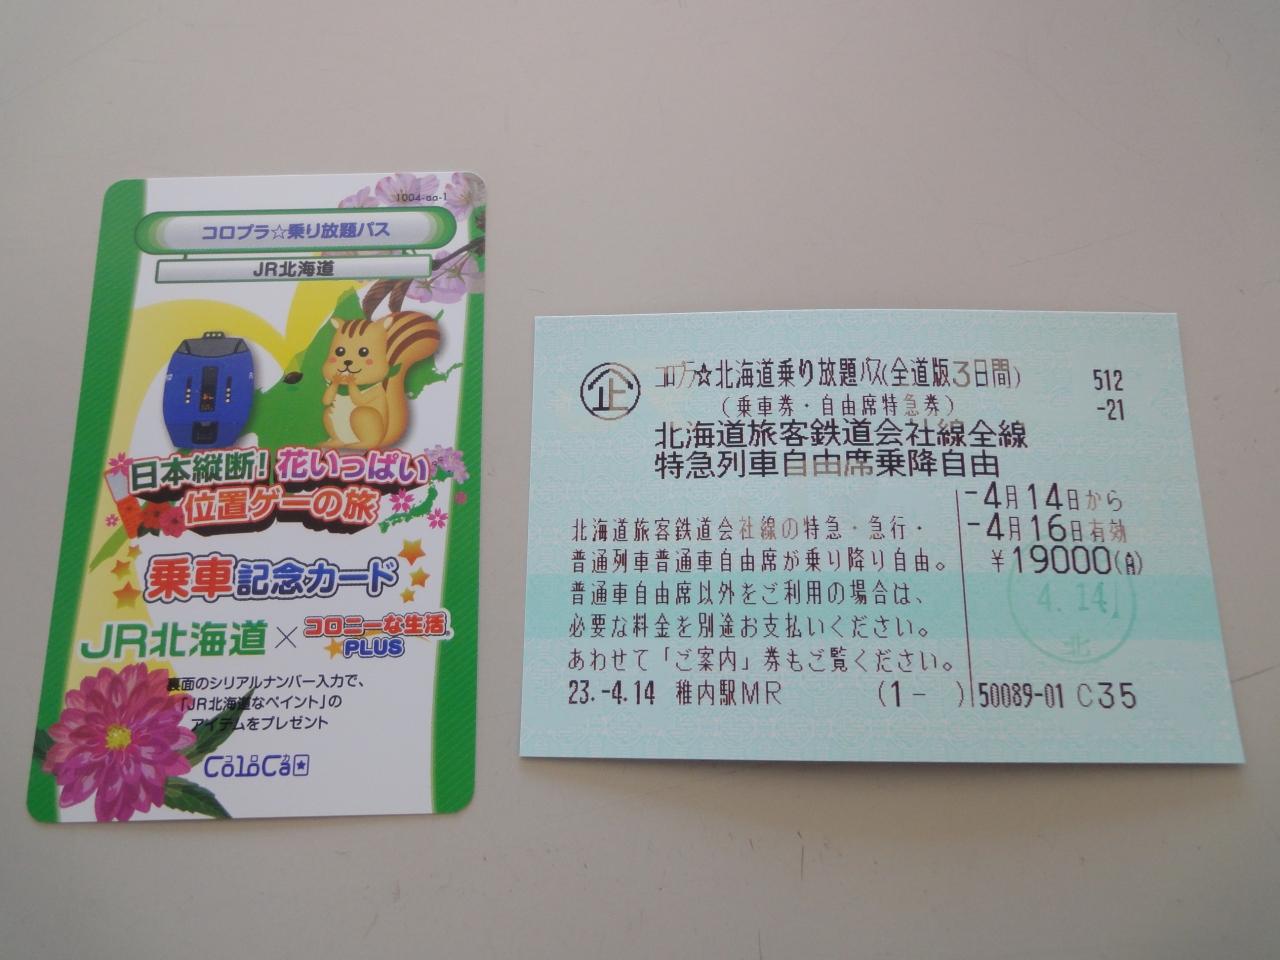 1004-aa-1
コロプラ☆乗り放題パス
JR北海道
日本縦断！花いっぱい
位置ゲーの旅
乗車記念カード
JR北海道×コロニーな生活PLUS
裏面のシリアルナンバー入力で、
「JR北海道なペイント」の
アイテムをプレゼント
コロカ
ColoCa
企 コロプラ☆北海道乗り放題パス(全道版3日間) 512
(乗車券・自由席特急券) -21
北海道旅客鉄道会社線全線
特急列車自由席乗降自由
-4月14日から
-4月16日有効
¥19000
北海道旅客鉄道会社線の特急・急行・
普通列車普通車自由席が乗り降り自由。
普通車自由席以外をご利用の場合は、
必要な料金を別途お支払いください。
あわせて「ご案内」券もご覧ください。
4.14
北
23.-4.14 稚内駅MR (1- ) 50089-01 C35